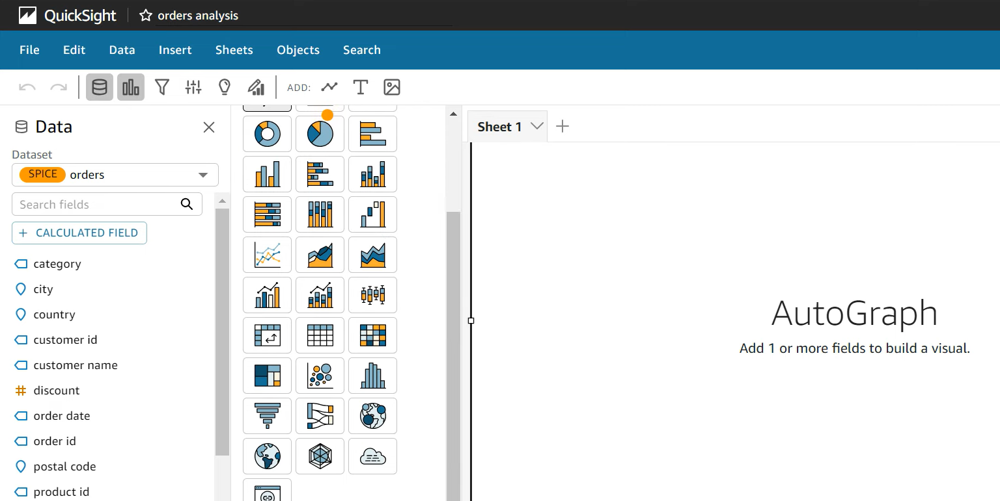 QuickSight orders analysis
File Edit Data Insert Sheets Objects Search
ADD:
Data
Dataset
SPICE orders
Search fields
+ CALCULATED FIELD
category
city
country
customer id
customer name
discount
order date
order id
postal code
product id
Sheet 1
AutoGraph
Add 1 or more fields to build a visual.